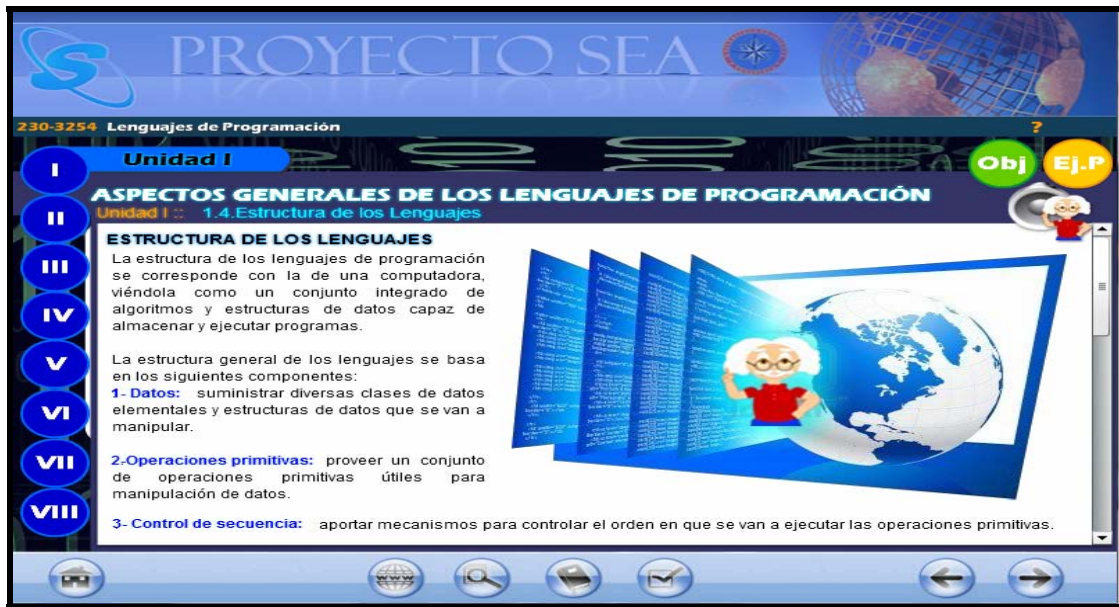 PROYECTO SEA
230-3254 Lenguajes de Programación
?
Unidad I
Obj
Ej.P
ASPECTOS GENERALES DE LOS LENGUAJES DE PROGRAMACIÓN
Unidad I :: 1.4.Estructura de los Lenguajes
I
II
III
IV
V
VI
VII
VIII
ESTRUCTURA DE LOS LENGUAJES
La estructura de los lenguajes de programación
se corresponde con la de una computadora,
viéndola como un conjunto integrado de
algoritmos y estructuras de datos capaz de
almacenar y ejecutar programas.
La estructura general de los lenguajes se basa
en los siguientes componentes:
1- Datos: suministrar diversas clases de datos
elementales y estructuras de datos que se van a
manipular.
2-Operaciones primitivas: proveer un conjunto
de operaciones primitivas útiles para
manipulación de datos.
3- Control de secuencia: aportar mecanismos para controlar el orden en que se van a ejecutar las operaciones primitivas.
www